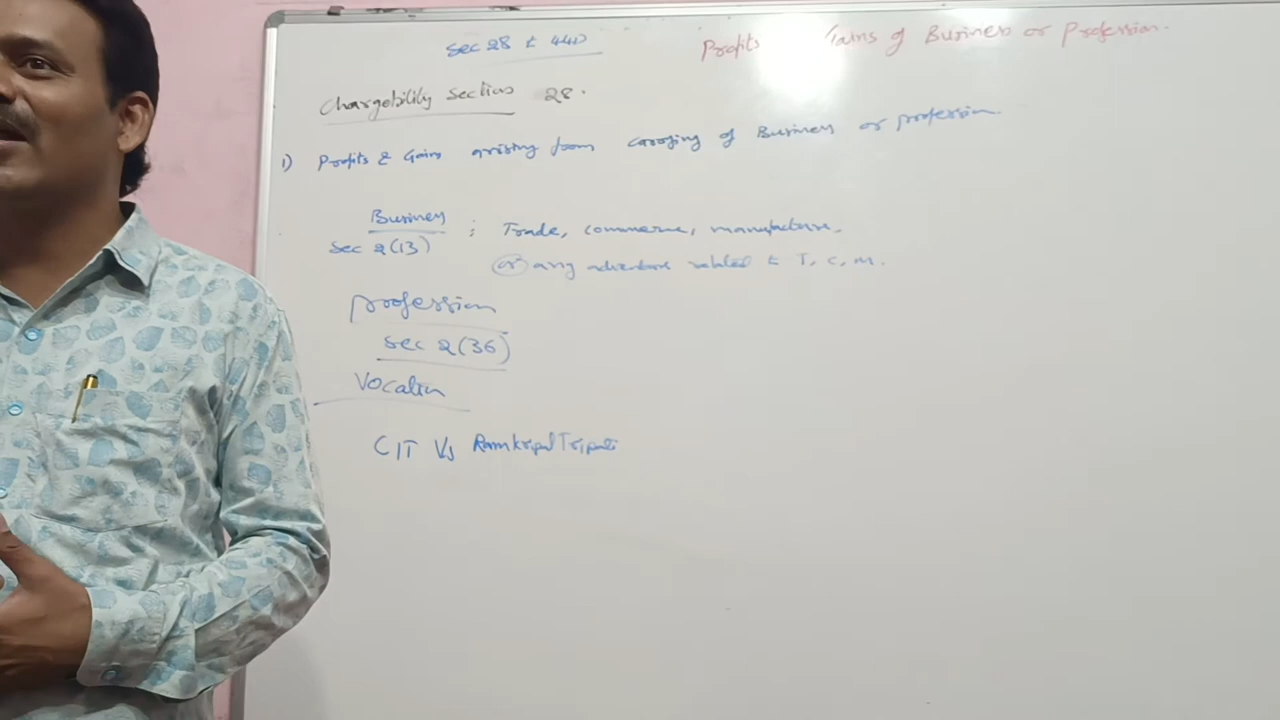 Sec 28 to 44D
Profits Gains of Business or Profession.
Chargebility Section 28.
1) Profits & Gains arising from carrying of Business or profession.
Business : Trade, commerce, manufacture,
Sec 2(13)
or any adventure related to T, C, M.
profession
Sec 2(36)
Vocation
CIT Vs Ramkripal Tripati